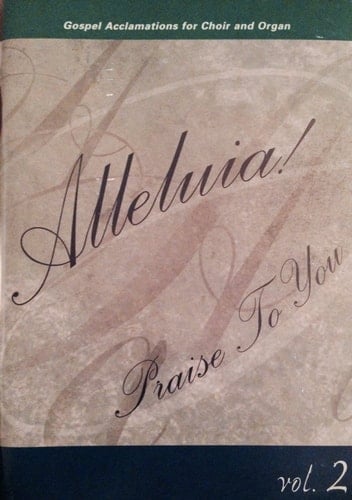 Gospel Acclamations for Choir and Organ
Alleluia!
Praise To You
vol. 2